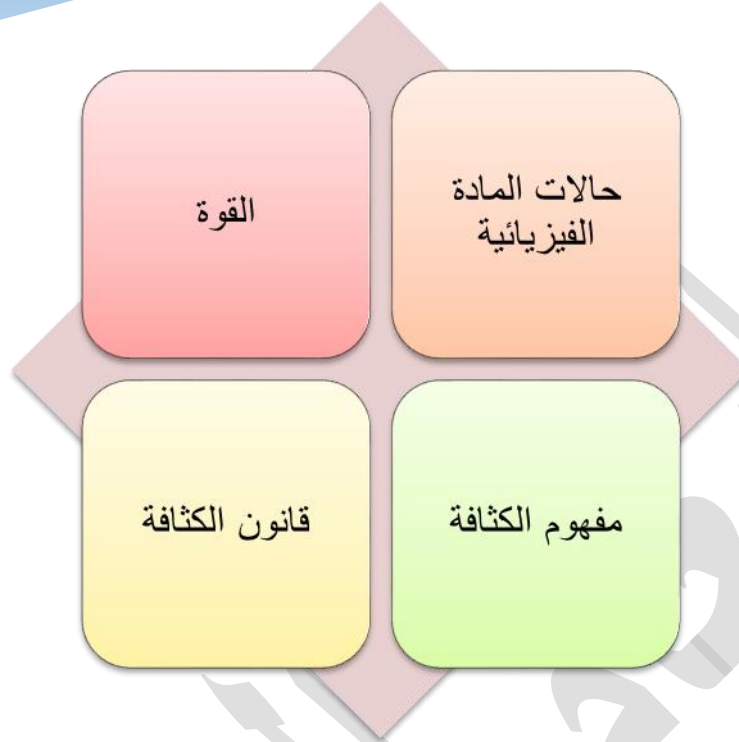 حالات المادة
الفيزيائية
القوة
مفهوم الكثافة
قانون الكثافة